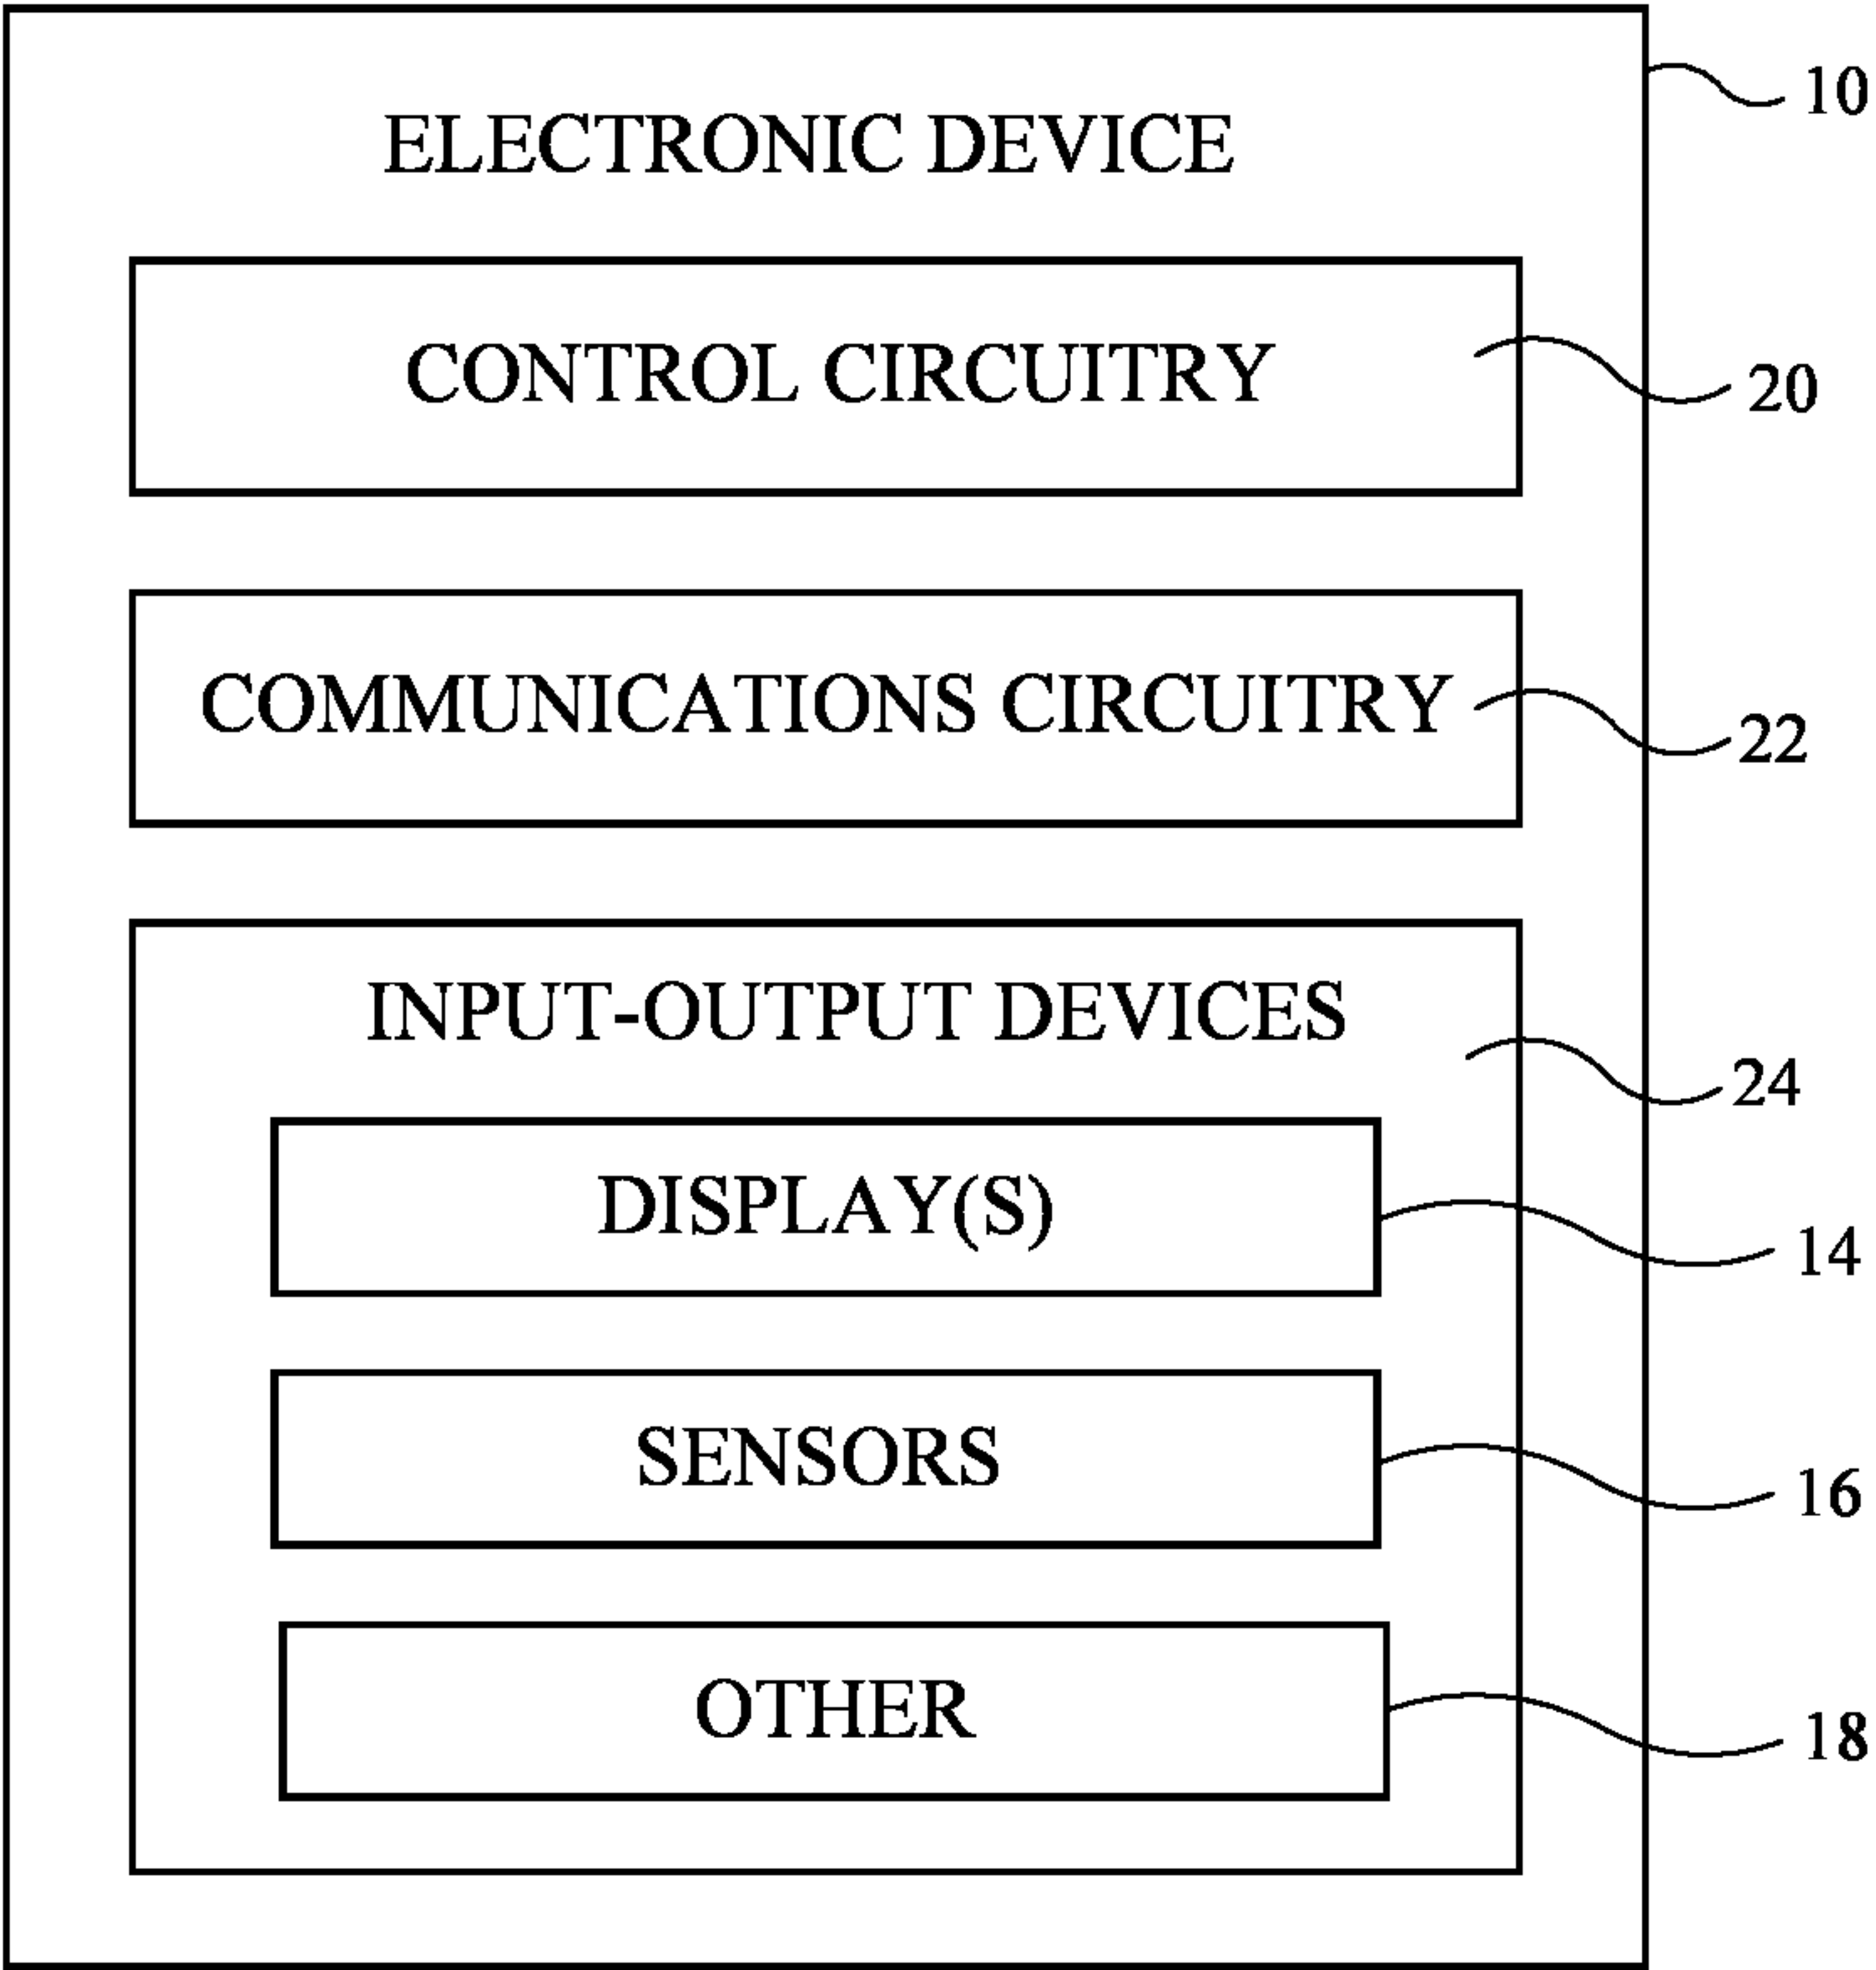 ELECTRONIC DEVICE
10
CONTROL CIRCUITRY
20
COMMUNICATIONS CIRCUITRY
22
INPUT-OUTPUT DEVICES
24
DISPLAY(S)
14
SENSORS
16
OTHER
18